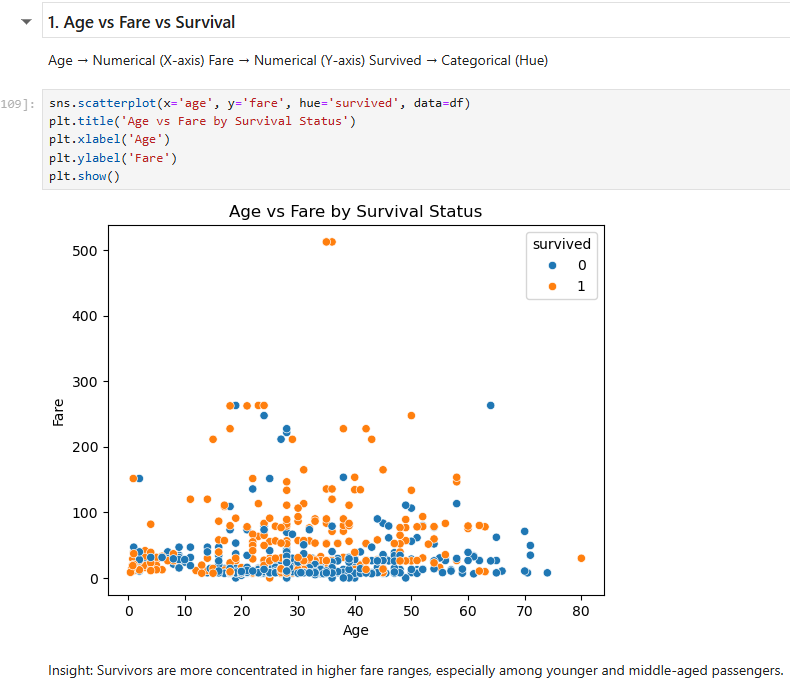 1. Age vs Fare vs Survival
Age → Numerical (X-axis) Fare → Numerical (Y-axis) Survived → Categorical (Hue)
109]:
sns.scatterplot(x='age', y='fare', hue='survived', data=df)
plt.title('Age vs Fare by Survival Status')
plt.xlabel('Age')
plt.ylabel('Fare')
plt.show()
Age vs Fare by Survival Status
survived
0
1
500
400
300
200
100
0
Fare
0 10 20 30 40 50 60 70 80
Age
Insight: Survivors are more concentrated in higher fare ranges, especially among younger and middle-aged passengers.